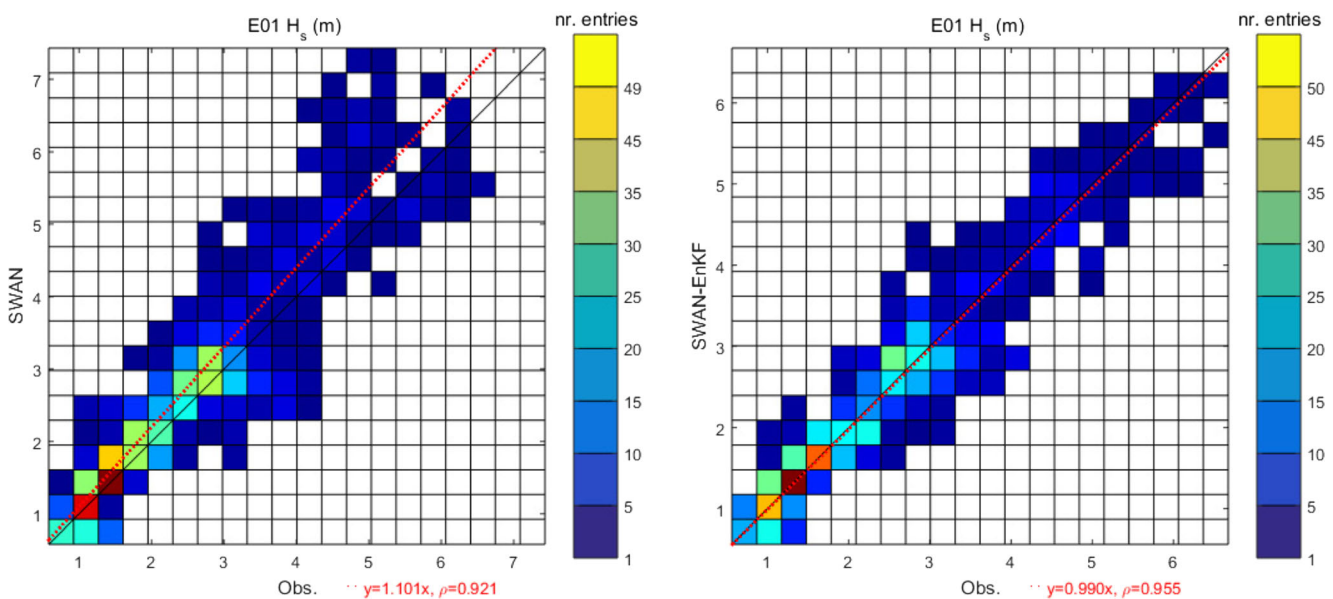 E01 Hs (m)
nr. entries
SWAN
7
6
5
4
3
2
1
1 2 3 4 5 6 7
Obs.
·· y=1.101x, ρ=0.921
49
45
35
30
25
20
15
10
5
1
E01 Hs (m)
nr. entries
SWAN-EnKF
6
5
4
3
2
1
1 2 3 4 5 6
Obs.
·· y=0.990x, ρ=0.955
50
45
35
30
25
20
15
10
5
1